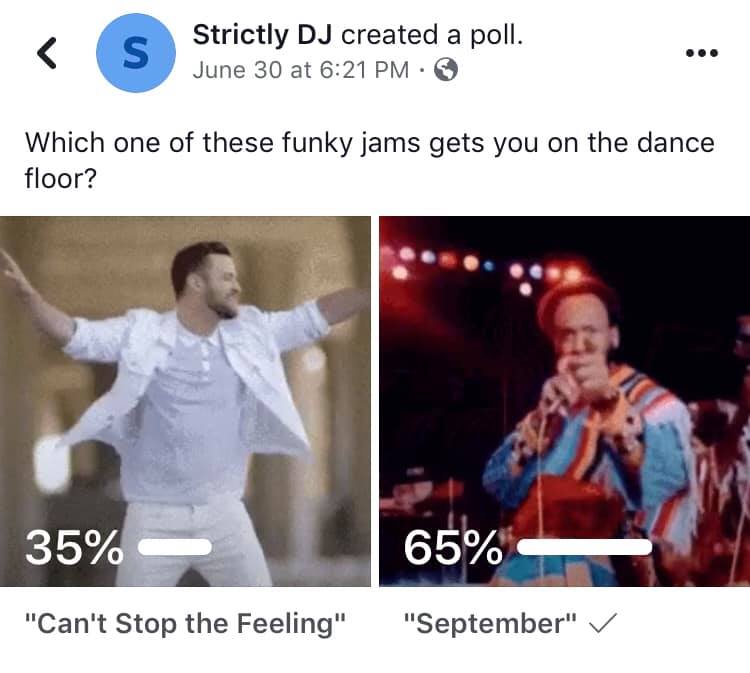 S
Strictly DJ created a poll.
June 30 at 6:21 PM ·
Which one of these funky jams gets you on the dance
floor?
35%
65%
"Can't Stop the Feeling"
"September"